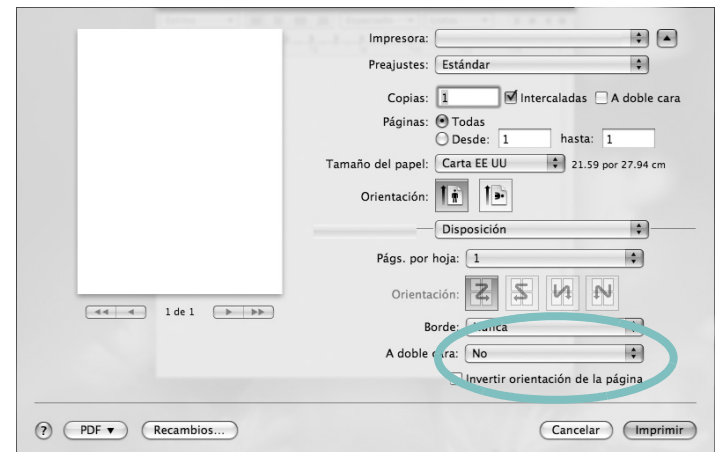 Impresora:
Preajustes: Estándar
Copias: 1 Intercaladas A doble cara
Páginas: Todas
Desde: 1 hasta: 1
Tamaño del papel: Carta EE UU 21.59 por 27.94 cm
Orientación:
Disposición
Págs. por hoja: 1
Orientación:
1 de 1
Borde: Nunca
A doble cara: No
Invertir orientación de la página
? PDF Recambios... Cancelar Imprimir